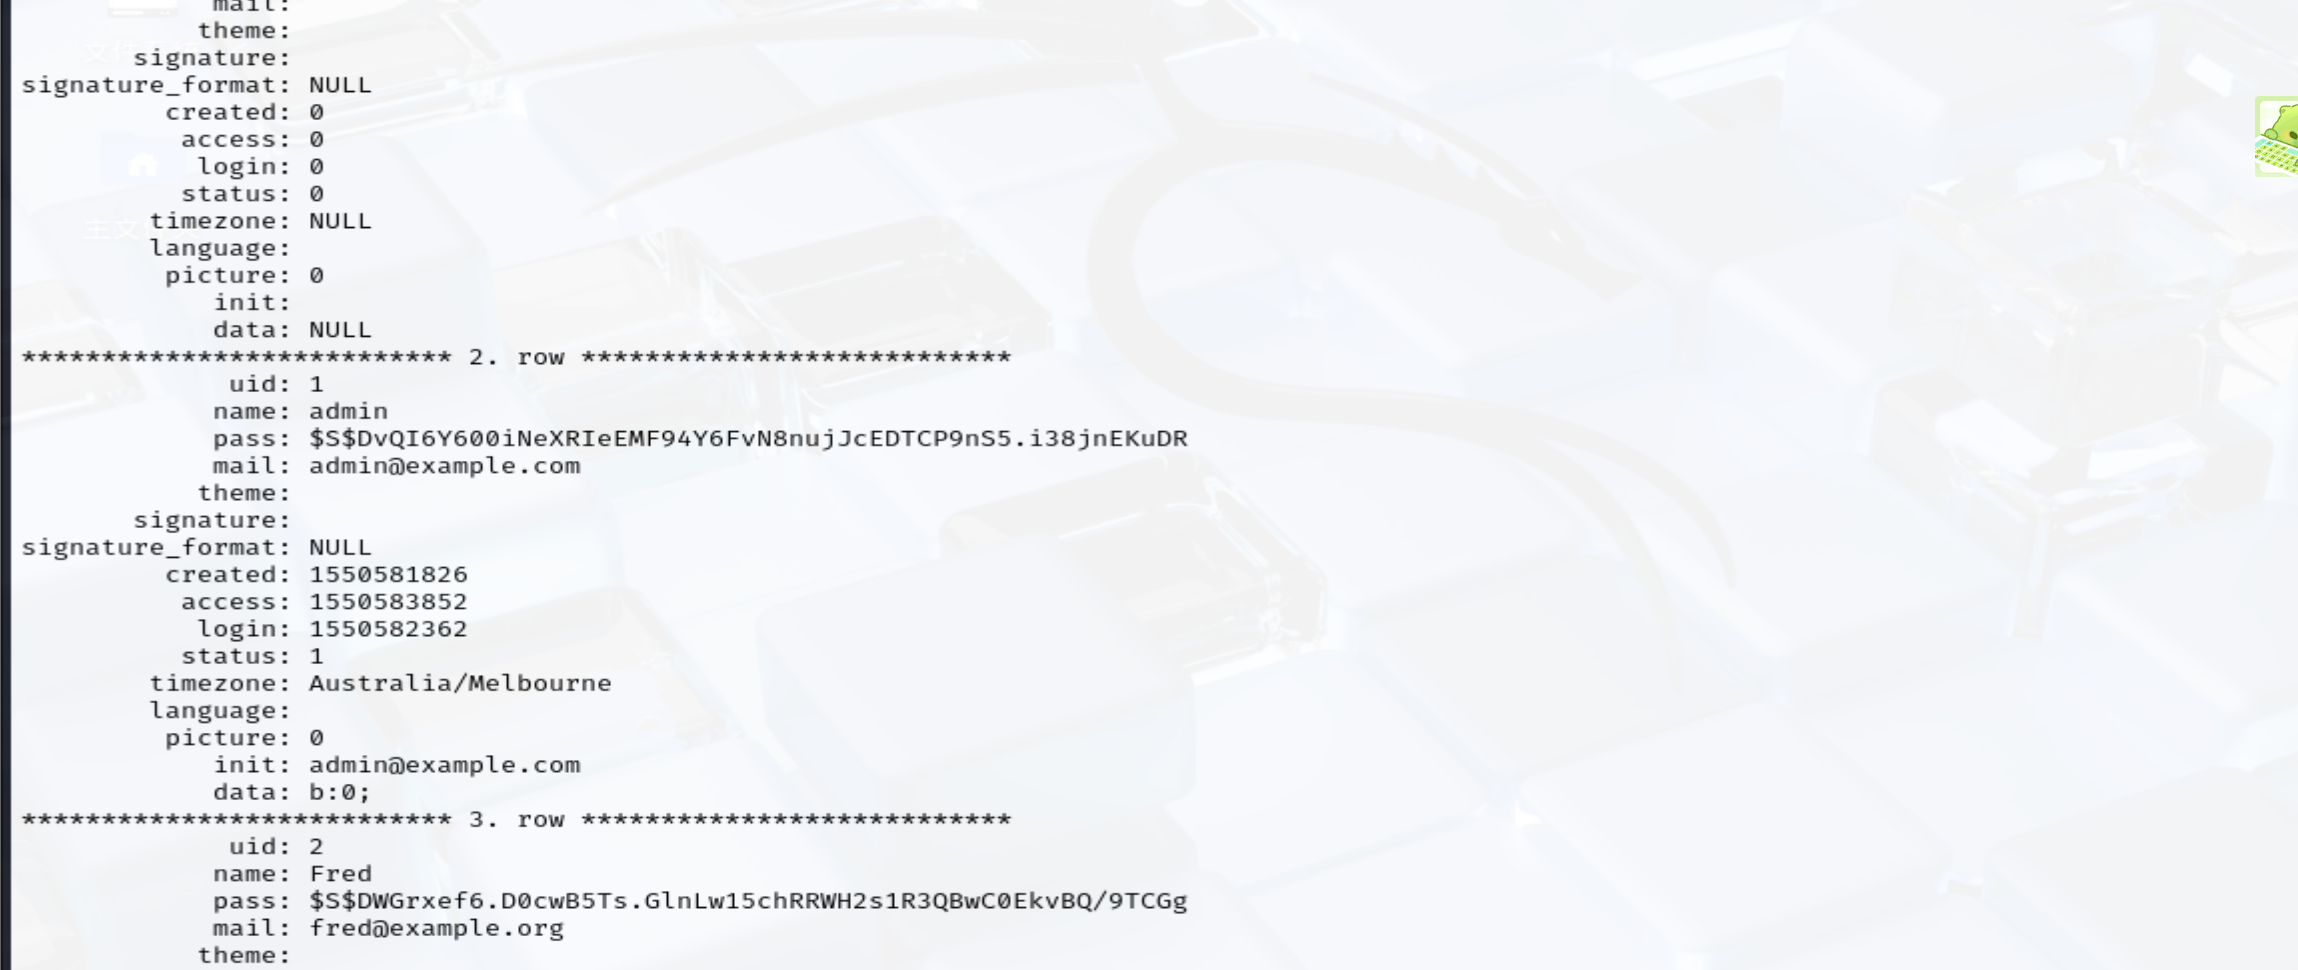 mail:
theme:
signature:
signature_format: NULL
created: 0
access: 0
login: 0
status: 0
timezone: NULL
language:
picture: 0
init:
data: NULL
*************************** 2. row ***************************
uid: 1
name: admin
pass: $S$DvQI6Y600iNeXRIeEMF94Y6FvN8nujJcEDTCP9nS5.i38jnEKuDR
mail: admin@example.com
theme:
signature:
signature_format: NULL
created: 1550581826
access: 1550583852
login: 1550582362
status: 1
timezone: Australia/Melbourne
language:
picture: 0
init: admin@example.com
data: b:0;
*************************** 3. row ***************************
uid: 2
name: Fred
pass: $S$DWGrxef6.D0cwB5Ts.GlnLw15chRRWH2s1R3QBwC0EkvBQ/9TCGg
mail: fred@example.org
theme: